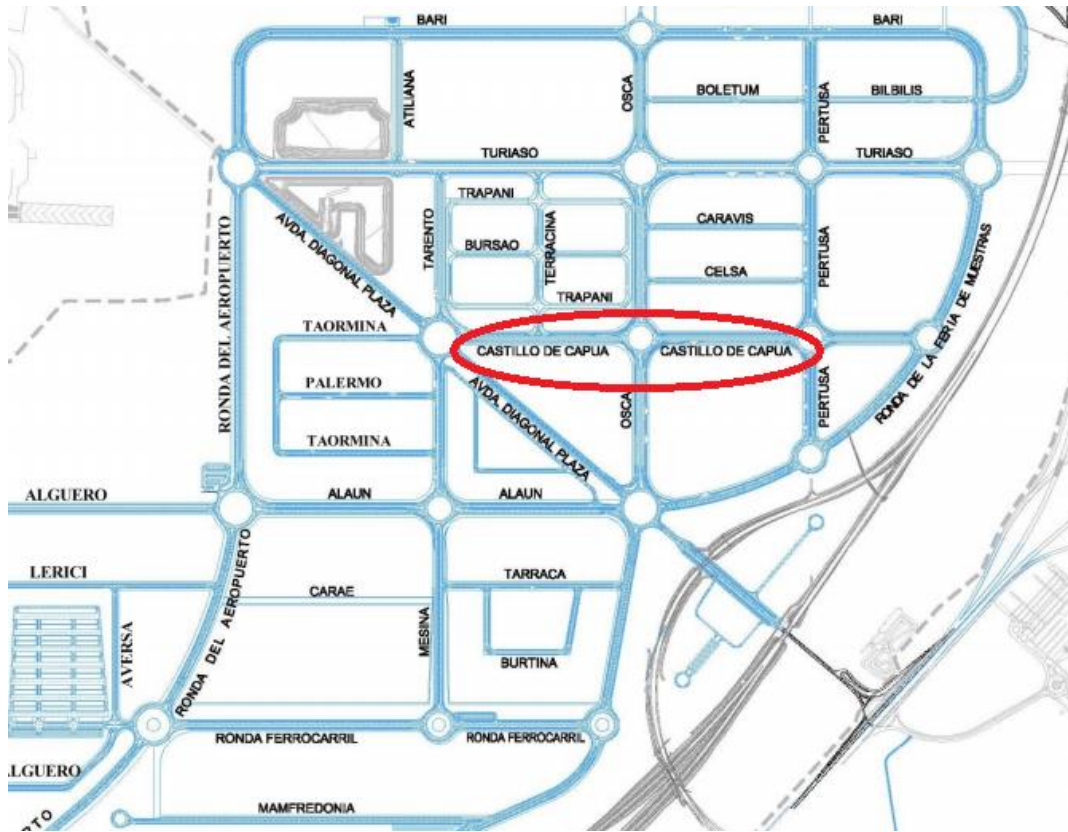 BARI
BARI
ATILIANA
OSCA
BOLETUM
PERTUSA
BILBILIS
TURIASO
TURIASO
TRAPANI
TARENTO
BURSAO
TERRACINA
CARAVIS
PERTUSA
CELSA
TRAPANI
AVDA. DIAGONAL PLAZA
RONDA DEL AEROPUERTO
RONDA DE LA FERIA DE MUESTRAS
TAORMINA
CASTILLO DE CAPUA
CASTILLO DE CAPUA
PALERMO
AVDA. DIAGONAL PLAZA
OSCA
PERTUSA
TAORMINA
ALGUERO
ALAUN
ALAUN
LERICI
RONDA DEL AEROPUERTO
CARAE
TARRACA
AVERSA
MESINA
BURTINA
RONDA FERROCARRIL
RONDA FERROCARRIL
LGUERO
MAMFREDONIA
RTO